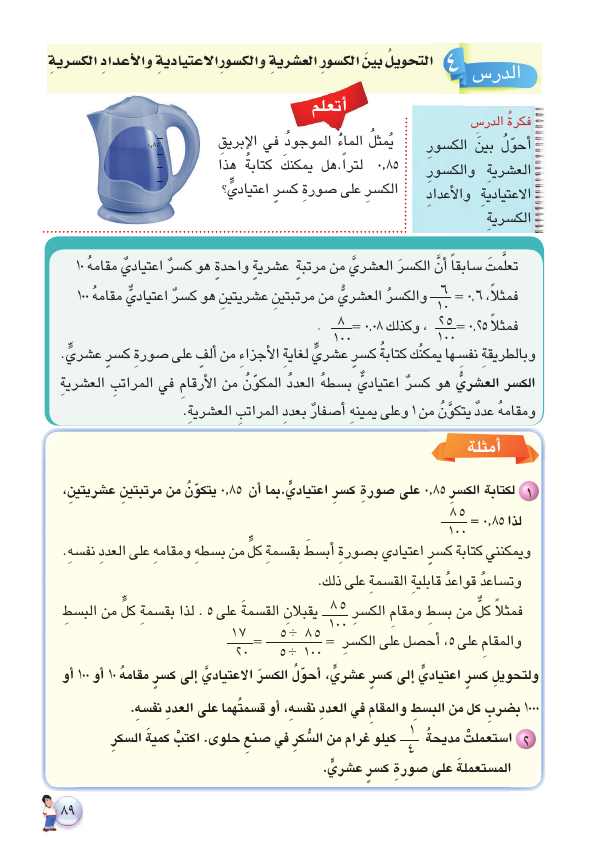 الدرس ٤ التحويلُ بينَ الكسورِ العشريةِ والكسورِ الاعتياديةِ والأعدادِ الكسريةِ
فكرةُ الدرسِ
أحوّلُ بينَ الكسورِ
العشريةِ والكسورِ
الاعتياديةِ والأعدادِ
الكسريةِ
أتعلم
يُمثلُ الماءُ الموجودُ في الإبريقِ
٠,٨٥ لتراً.هل يمكنكَ كتابةُ هذا
الكسرِ على صورةِ كسرٍ اعتياديٍّ؟
٠,٨٥
تعلَّمتَ سابقاً أنَّ الكسرَ العشريَّ من مرتبةٍ عشريةٍ واحدةٍ هو كسرٌ اعتياديٌّ مقامهُ ١٠
فمثلاً، ٠,٦ = ٦/١٠ والكسرُ العشريُّ من مرتبتينِ عشريتينِ هو كسرٌ اعتياديٌّ مقامهُ ١٠٠
فمثلاً ٠,٢٥= ٢٥/١٠٠ ، وكذلك ٠,٠٨= ٨/١٠٠ .
وبالطريقةِ نفسِها يمكنُك كتابةُ كسرٍ عشريٍّ لغايةِ الأجزاءِ من ألفٍ على صورةِ كسرٍ عشريٍّ.
الكسر العشريُّ هو كسرٌ اعتياديٌّ بسطهُ العددُ المكوّنُ من الأرقامِ في المراتبِ العشريةِ
ومقامهُ عددٌ يتكوَّنُ من ١ وعلى يمينهِ أصفارٌ بعددِ المراتبِ العشريةِ.
أمثلة
١ لكتابة الكسرِ ٠,٨٥ على صورةِ كسرٍ اعتياديٍّ.بما أن ٠,٨٥ يتكوّنُ من مرتبتينِ عشريتينِ،
لذا ٠,٨٥ = ٨٥/١٠٠
ويمكنني كتابة كسرٍ اعتيادي بصورةٍ أبسطَ بقسمةِ كلٍّ من بسطهِ ومقامهِ على العددِ نفسهِ.
وتساعدُ قواعدُ قابليةِ القسمةِ على ذلك.
فمثلاً كلٌّ من بسطِ ومقامِ الكسرِ ٨٥/١٠٠ يقبلانِ القسمةَ على ٥ . لذا بقسمةِ كلٍّ من البسطِ
والمقامِ على ٥، أحصل على الكسرِ = ٨٥ ÷ ٥/١٠٠ ÷ ٥ = ١٧/٢٠
ولتحويلِ كسرٍ اعتياديٍّ إلى كسرٍ عشريٍّ، أحوّلُ الكسرَ الاعتياديَّ إلى كسرٍ مقامهُ ١٠ أو ١٠٠ أو
١٠٠٠ بضربِ كل من البسطِ والمقامِ في العددِ نفسهِ، أو قسمتُهما على العددِ نفسهِ.
٢ استعملتْ مديحةُ ١/٤ كيلو غرام من السُّكرِ في صنعِ حلوى. اكتبْ كميةَ السكرِ
المستعملةَ على صورةِ كسرٍ عشريٍّ.
٨٩